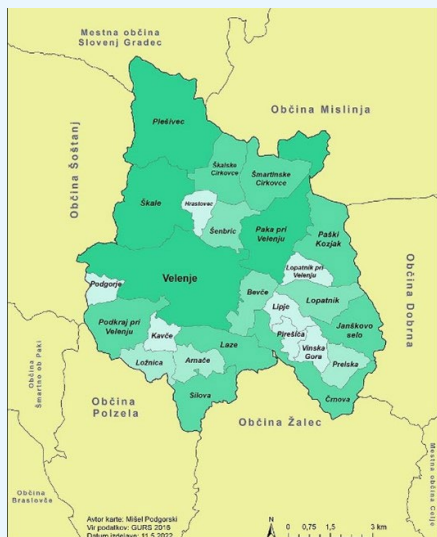 Mestna občina
Slovenj Gradec
Občina Mislinja
Plešivec
Občina Šoštanj
Škalske
Cirkovce
Šmartinske
Cirkovce
Škale
Hrastovec
Šenbric
Paka pri
Velenju
Paški
Kozjak
Velenje
Lopatnik pri
Velenju
Občina Dobrna
Podgorje
Bevče
Lopatnik
Lipje
Podkraj pri
Velenju
Kavče
Pirešica
Vinska
Gora
Janškovo
selo
Laze
Ložnica
Arnače
Prelska
Silova
Črnova
Občina
Šmartno ob Paki
Občina
Polzela
Občina Žalec
Občina
Braslovče
Mestna občina Celje
Avtor karte: Mišel Podgorski
Vir podatkov: GURS 2018
Datum izdelave: 11.5.2022
N
0 0,75 1,5 3 km